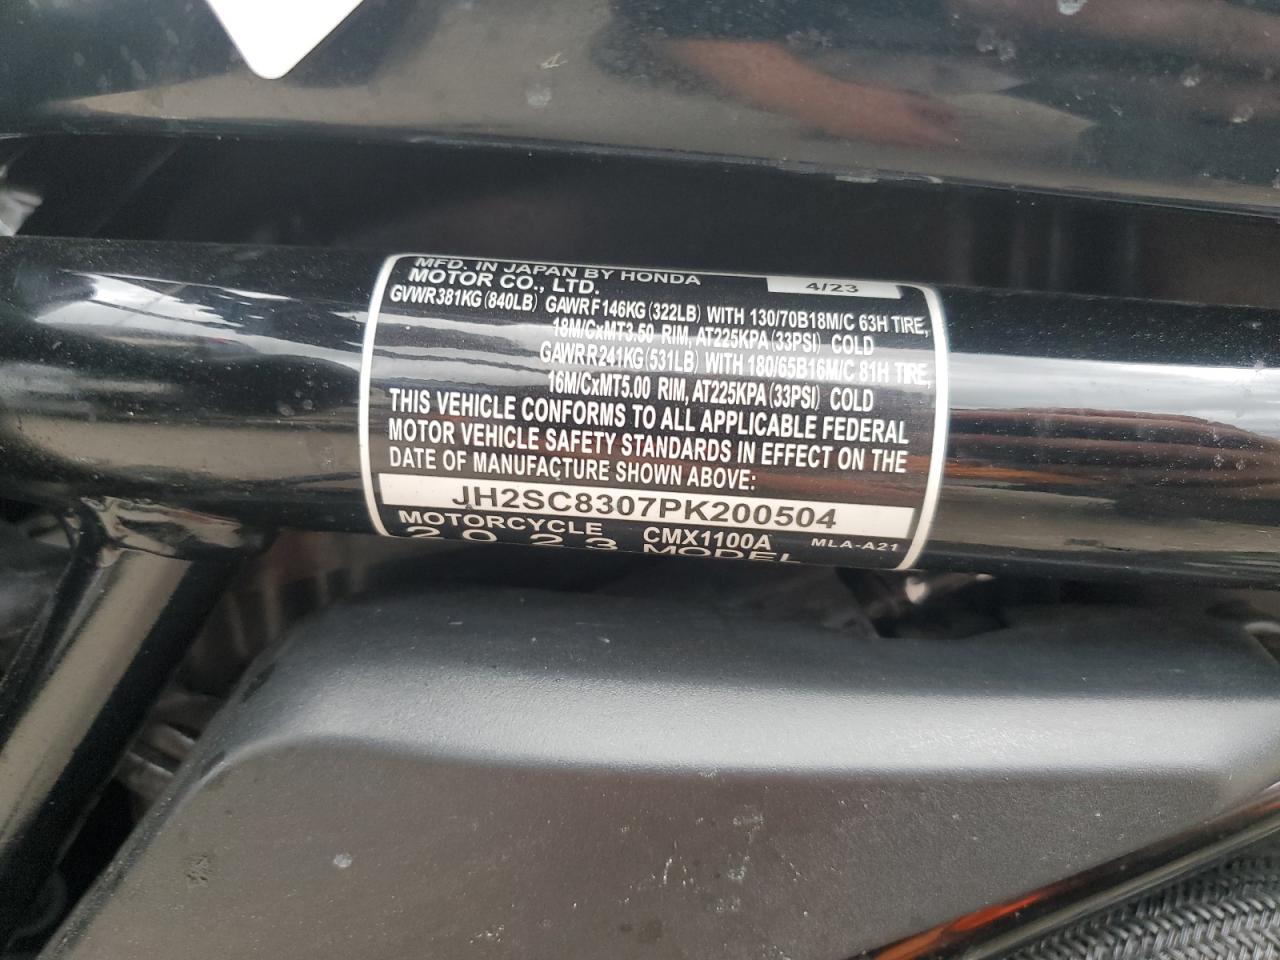 MFD. IN JAPAN BY HONDA 4/23
MOTOR CO., LTD.
GVWR381KG(840LB) GAWRF146KG(322LB) WITH 130/70B18M/C 63H TIRE,
18M/CxMT3.50 RIM, AT225KPA(33PSI) COLD
GAWRR241KG(531LB) WITH 180/65B16M/C 81H TIRE,
16M/CxMT5.00 RIM, AT225KPA(33PSI) COLD
THIS VEHICLE CONFORMS TO ALL APPLICABLE FEDERAL
MOTOR VEHICLE SAFETY STANDARDS IN EFFECT ON THE
DATE OF MANUFACTURE SHOWN ABOVE:
JH2SC8307PK200504
MOTORCYCLE CMX1100A MLA-A21
2023 MODEL